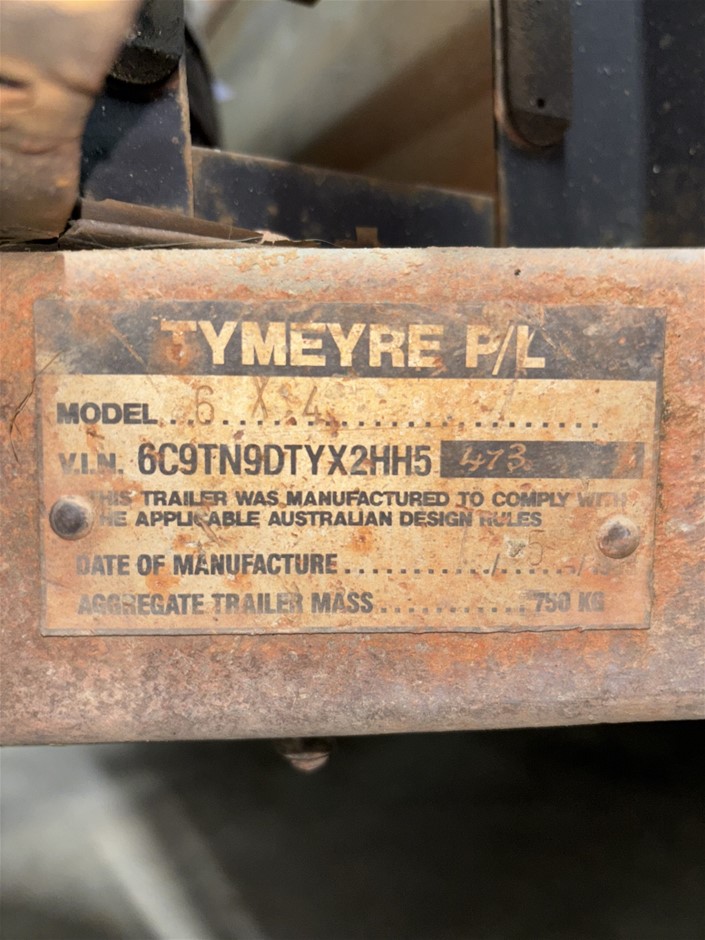 TYMEYRE P/L
MODEL..6 X 4......................
V.I.N. 6C9TN9DTYX2HH5 473
THIS TRAILER WAS MANUFACTURED TO COMPLY WITH
THE APPLICABLE AUSTRALIAN DESIGN RULES
DATE OF MANUFACTURE............/..5../
AGGREGATE TRAILER MASS............750 KG